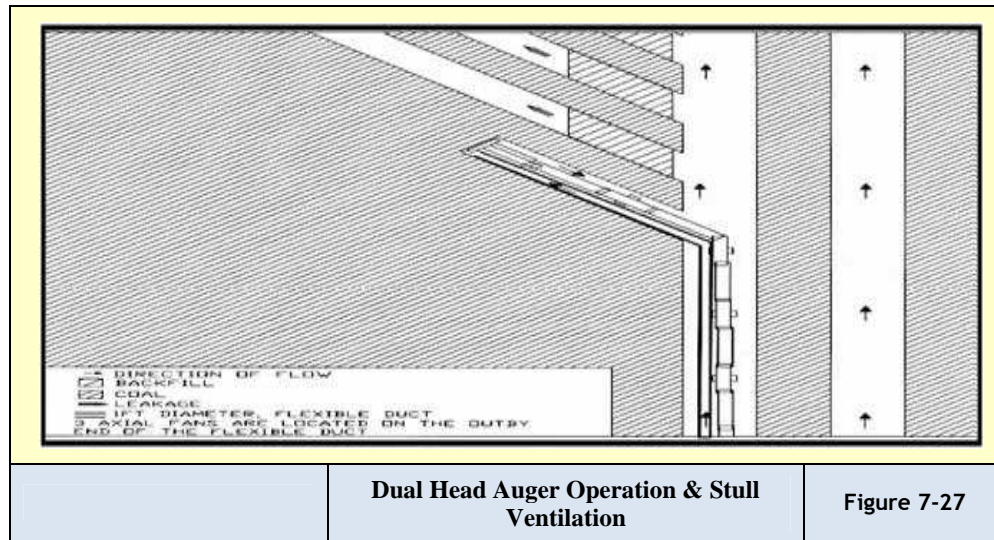 DIRECTION OF FLOW
BACKFILL
COAL
LEAKAGE
1FT DIAMETER, FLEXIBLE DUCT
3 AXIAL FANS ARE LOCATED ON THE OUTBY
END OF THE FLEXIBLE DUCT
Dual Head Auger Operation & Stull
Ventilation
Figure 7-27